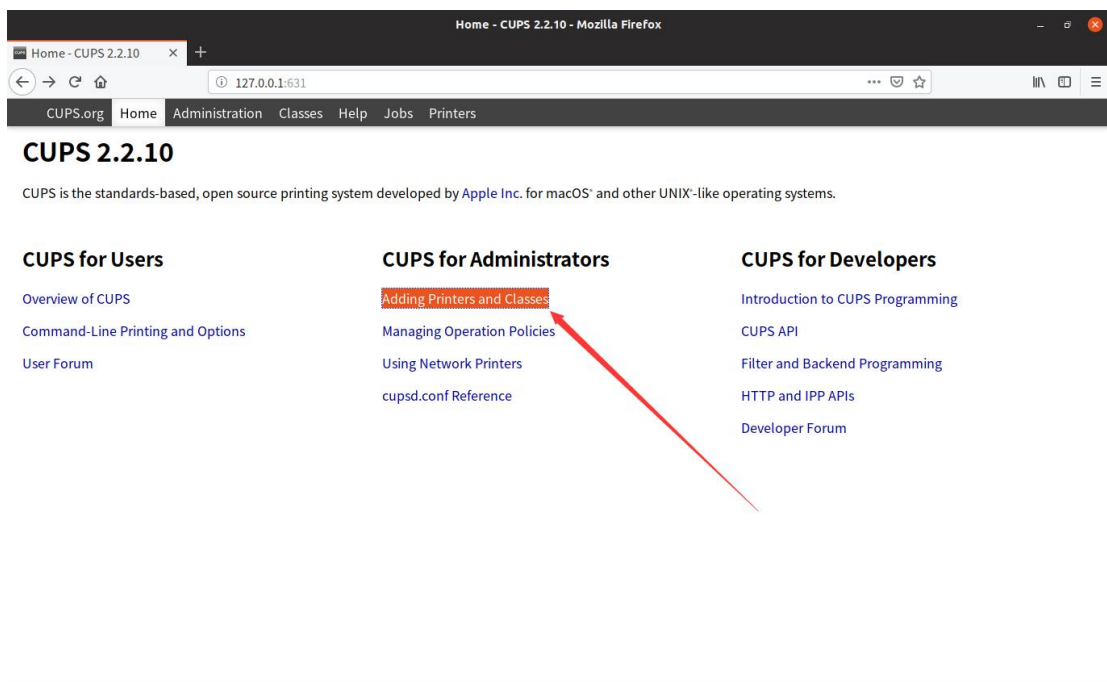 Home - CUPS 2.2.10 - Mozilla Firefox
Home - CUPS 2.2.10
127.0.0.1:631
CUPS.org Home Administration Classes Help Jobs Printers
CUPS 2.2.10
CUPS is the standards-based, open source printing system developed by Apple Inc. for macOS® and other UNIX®-like operating systems.
CUPS for Users
Overview of CUPS
Command-Line Printing and Options
User Forum
CUPS for Administrators
Adding Printers and Classes
Managing Operation Policies
Using Network Printers
cupsd.conf Reference
CUPS for Developers
Introduction to CUPS Programming
CUPS API
Filter and Backend Programming
HTTP and IPP APIs
Developer Forum